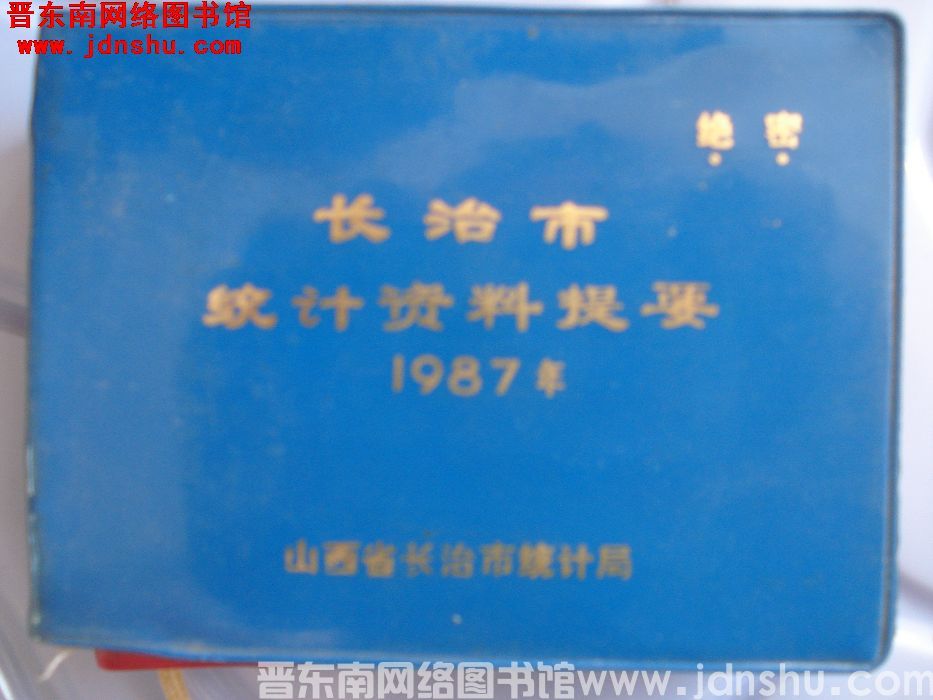 晋东南网络图书馆
www. jdnshu. com
绝密
长治市
统计资料提要
1987年
山西省长治市统计局
晋东南网络图书馆www. jdnshu. com